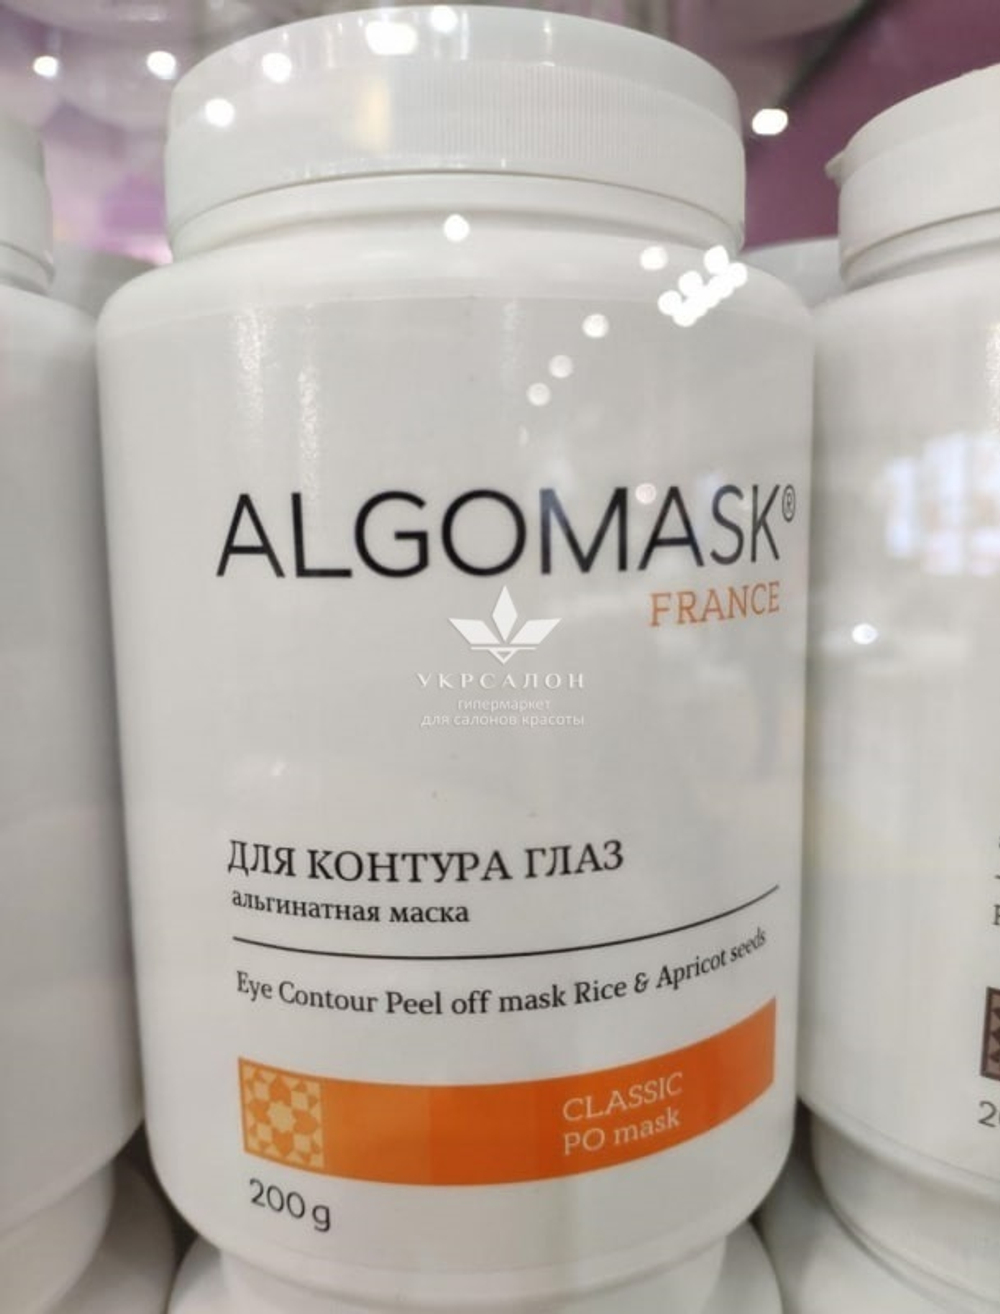 ALGOMASK®
FRANCE
УКРСАЛОН
гипермаркет
для салонов красоты
ДЛЯ КОНТУРА ГЛАЗ
альгинатная маска
Eye Contour Peel off mask Rice & Apricot seeds
CLASSIC
PO mask
200g